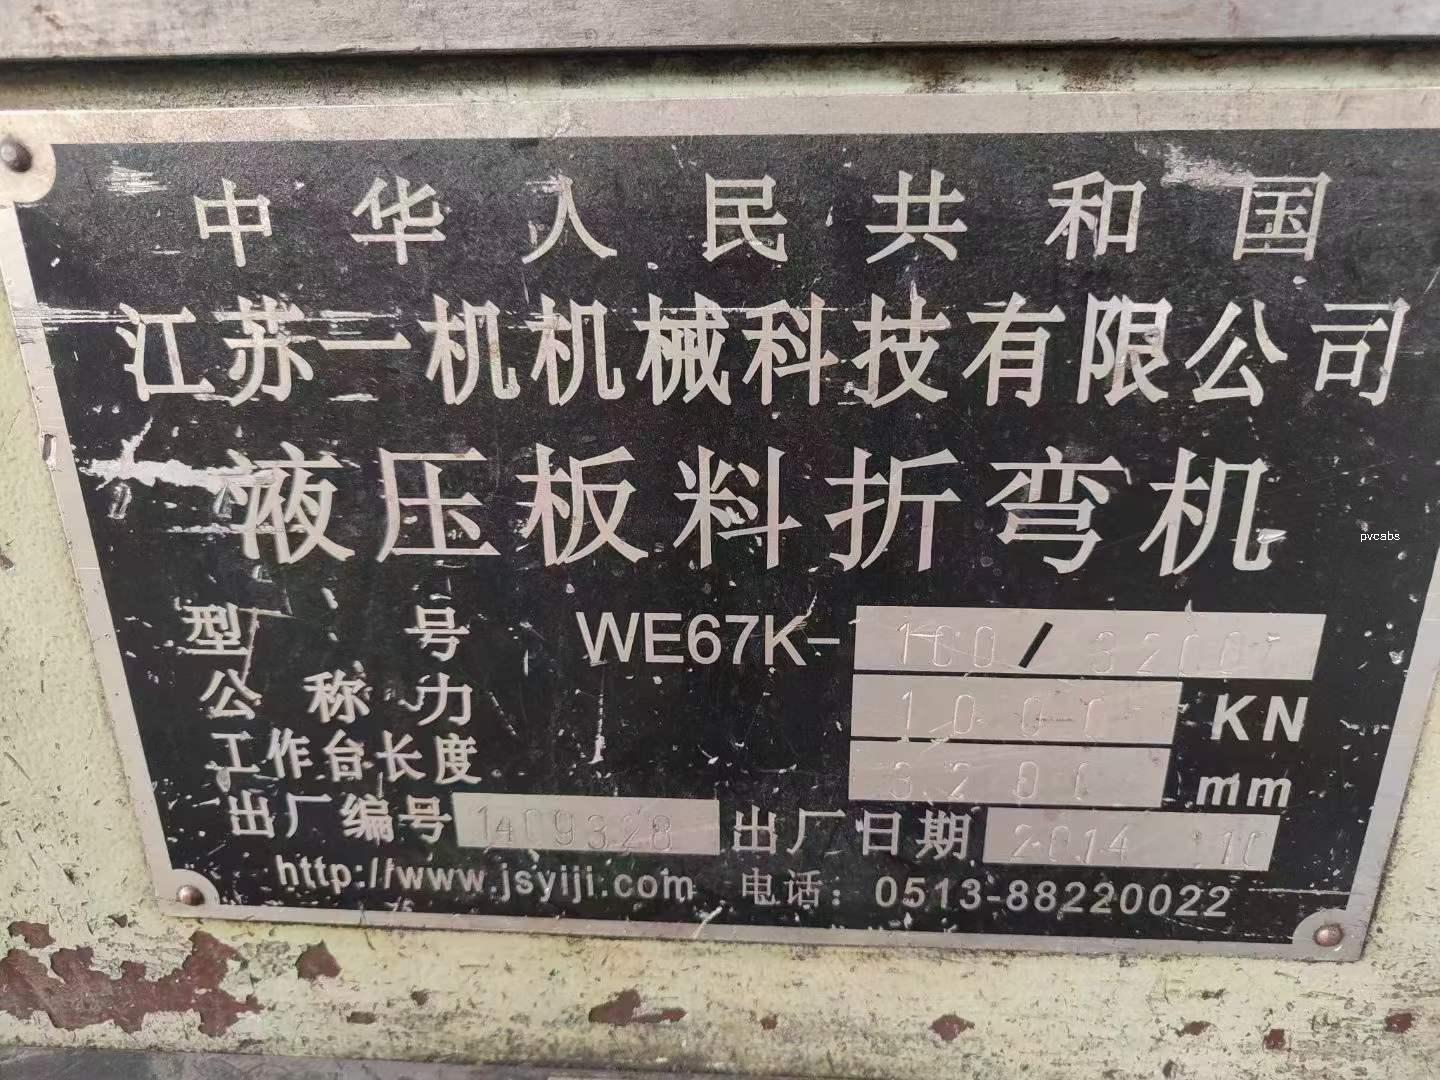 中华人民共和国
江苏一机机械科技有限公司
液压板料折弯机
型号 WE67K-100/3200
公称力 1000 KN
工作台长度 3200 mm
出厂编号 1409328 出厂日期 2014 10
http://www.jsyiji.com 电话：0513-88220022
pvcabs